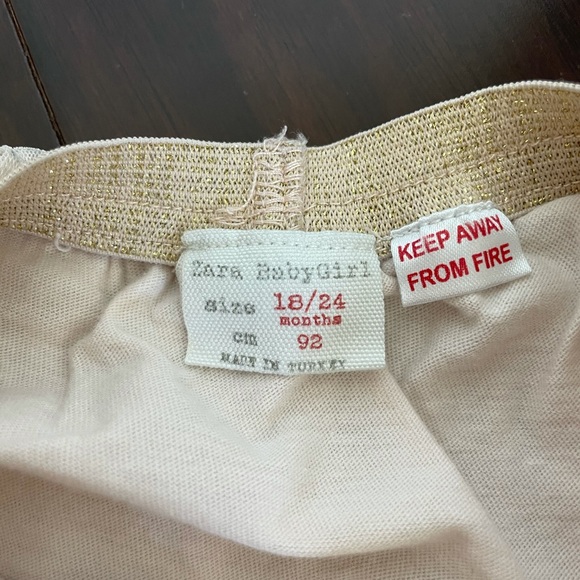 Zara BabyGirl
size 18/24
months
cm 92
MADE IN TURKEY
KEEP AWAY
FROM FIRE